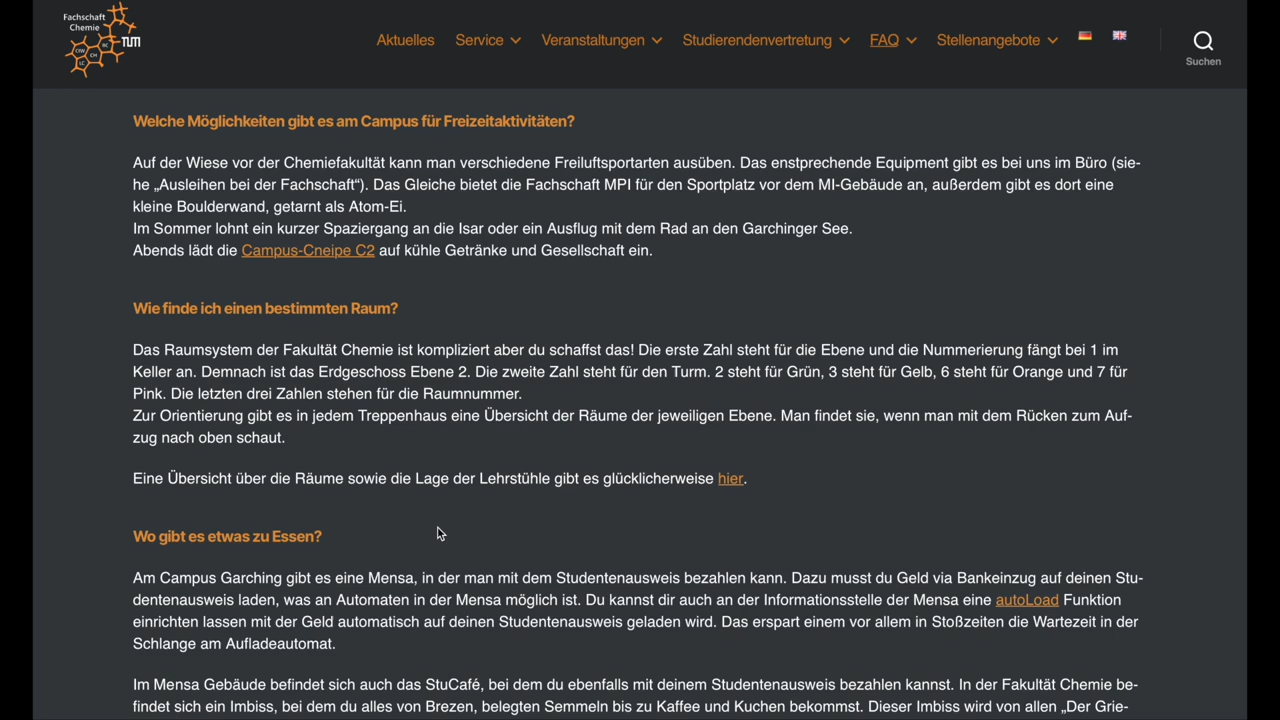 Fachschaft
Chemie
TUM
CIW
BC
CH
LC
Aktuelles Service Veranstaltungen Studierendenvertretung FAQ Stellenangebote
Suchen
Welche Möglichkeiten gibt es am Campus für Freizeitaktivitäten?
Auf der Wiese vor der Chemiefakultät kann man verschiedene Freiluftsportarten ausüben. Das enstprechende Equipment gibt es bei uns im Büro (sie-
he „Ausleihen bei der Fachschaft“). Das Gleiche bietet die Fachschaft MPI für den Sportplatz vor dem MI-Gebäude an, außerdem gibt es dort eine
kleine Boulderwand, getarnt als Atom-Ei.
Im Sommer lohnt ein kurzer Spaziergang an die Isar oder ein Ausflug mit dem Rad an den Garchinger See.
Abends lädt die Campus-Cneipe C2 auf kühle Getränke und Gesellschaft ein.
Wie finde ich einen bestimmten Raum?
Das Raumsystem der Fakultät Chemie ist kompliziert aber du schaffst das! Die erste Zahl steht für die Ebene und die Nummerierung fängt bei 1 im
Keller an. Demnach ist das Erdgeschoss Ebene 2. Die zweite Zahl steht für den Turm. 2 steht für Grün, 3 steht für Gelb, 6 steht für Orange und 7 für
Pink. Die letzten drei Zahlen stehen für die Raumnummer.
Zur Orientierung gibt es in jedem Treppenhaus eine Übersicht der Räume der jeweiligen Ebene. Man findet sie, wenn man mit dem Rücken zum Auf-
zug nach oben schaut.
Eine Übersicht über die Räume sowie die Lage der Lehrstühle gibt es glücklicherweise hier.
Wo gibt es etwas zu Essen?
Am Campus Garching gibt es eine Mensa, in der man mit dem Studentenausweis bezahlen kann. Dazu musst du Geld via Bankeinzug auf deinen Stu-
dentenausweis laden, was an Automaten in der Mensa möglich ist. Du kannst dir auch an der Informationsstelle der Mensa eine autoLoad Funktion
einrichten lassen mit der Geld automatisch auf deinen Studentenausweis geladen wird. Das erspart einem vor allem in Stoßzeiten die Wartezeit in der
Schlange am Aufladeautomat.
Im Mensa Gebäude befindet sich auch das StuCafé, bei dem du ebenfalls mit deinem Studentenausweis bezahlen kannst. In der Fakultät Chemie be-
findet sich ein Imbiss, bei dem du alles von Brezen, belegten Semmeln bis zu Kaffee und Kuchen bekommst. Dieser Imbiss wird von allen „Der Grie-